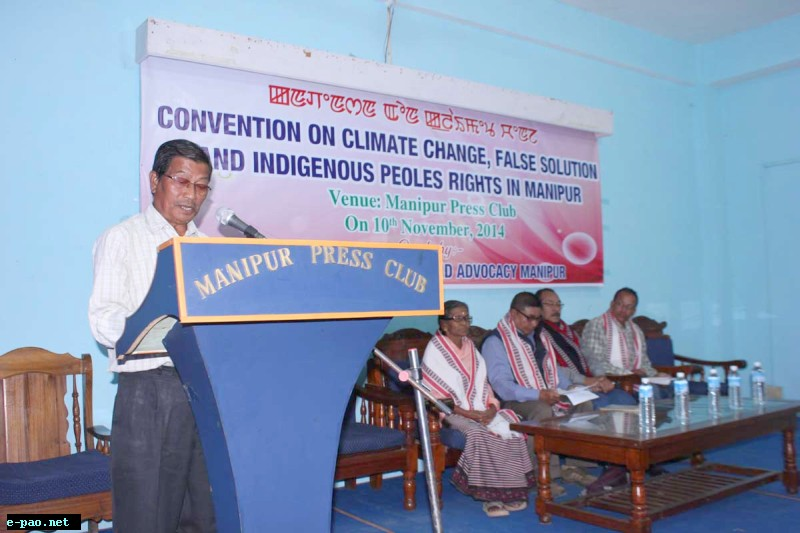 CONVENTION ON CLIMATE CHANGE, FALSE SOLUTION
AND INDIGENOUS PEOLES RIGHTS IN MANIPUR
Venue: Manipur Press Club
On 10th November, 2014
ADVOCACY MANIPUR
MANIPUR PRESS CLUB
e-pao.net